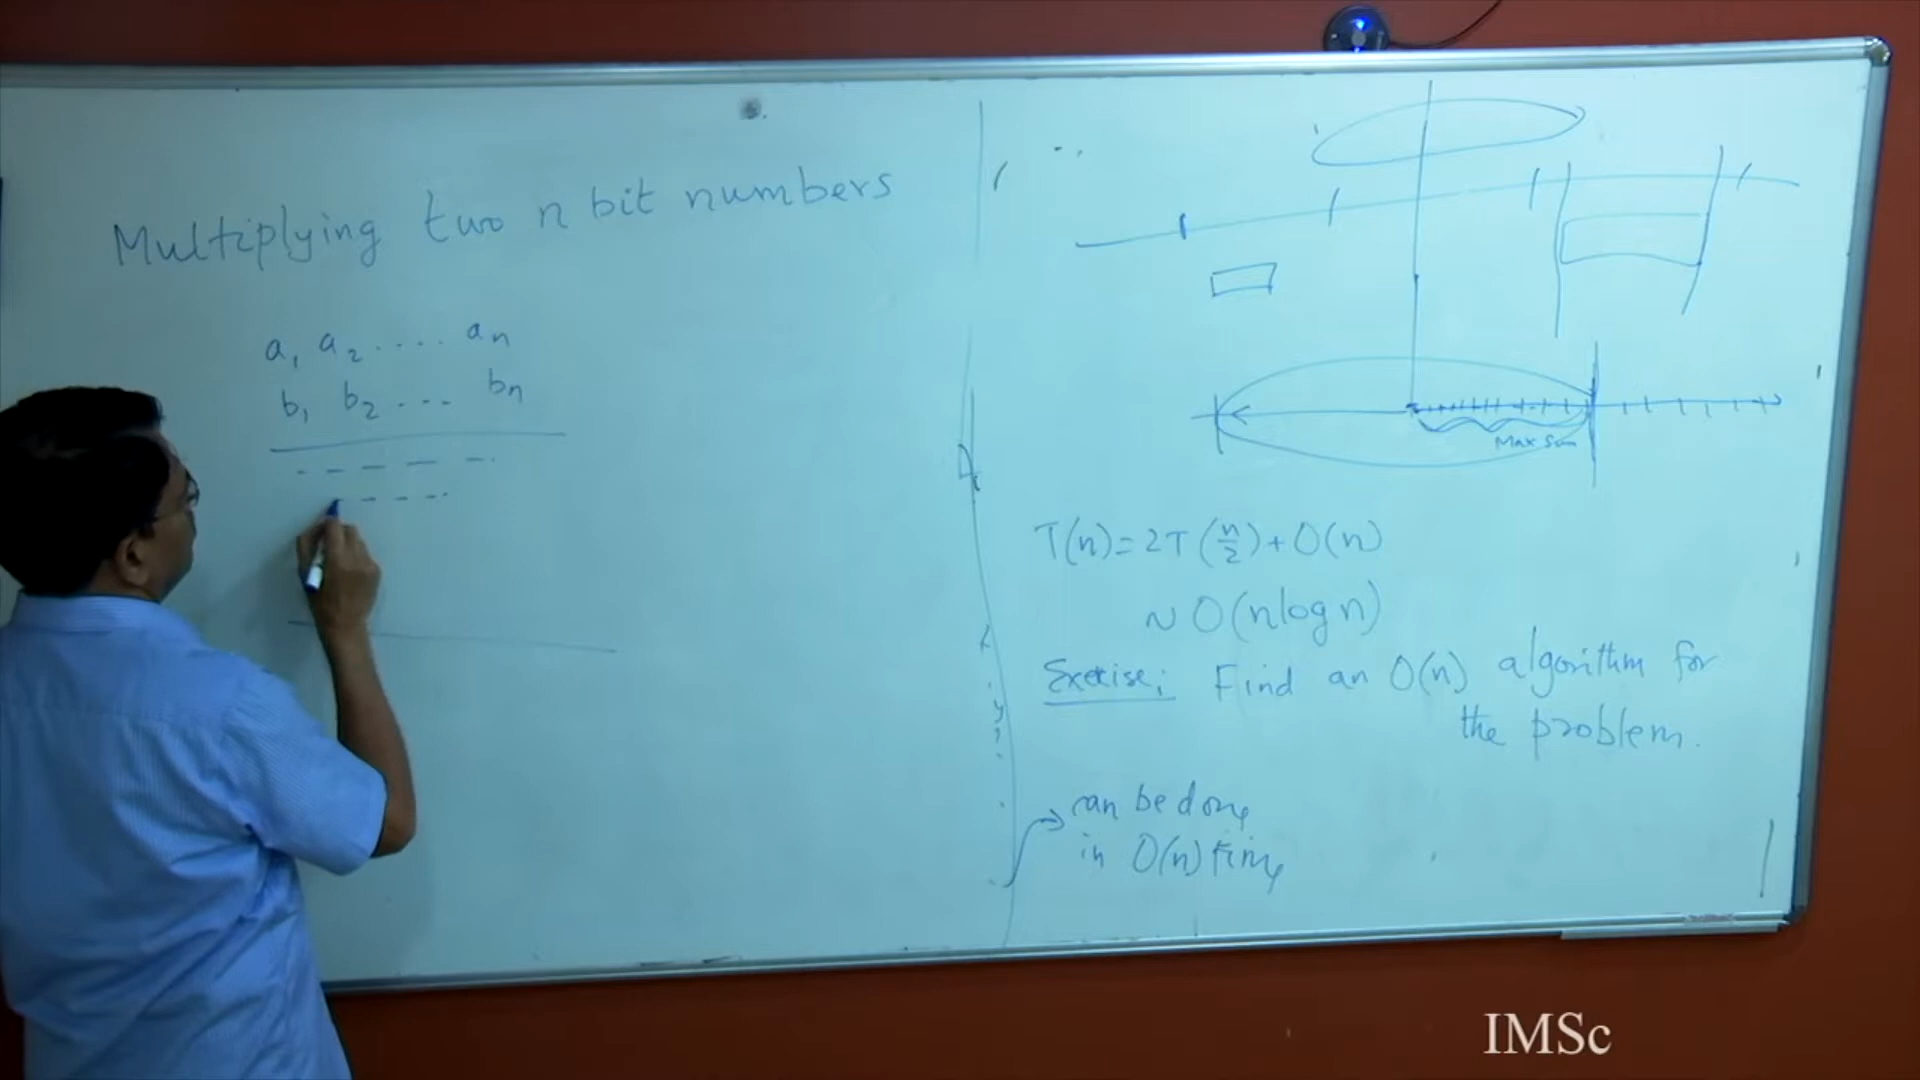 Multiplying two n bit numbers
a₁ a₂ .... aₙ
b₁ b₂ ... bₙ
Max Sum
T(n)=2T(n/2)+O(n)
~ O(n log n)
Exercise: Find an O(n) algorithm for
the problem.
can be done
in O(n) time
IMSc